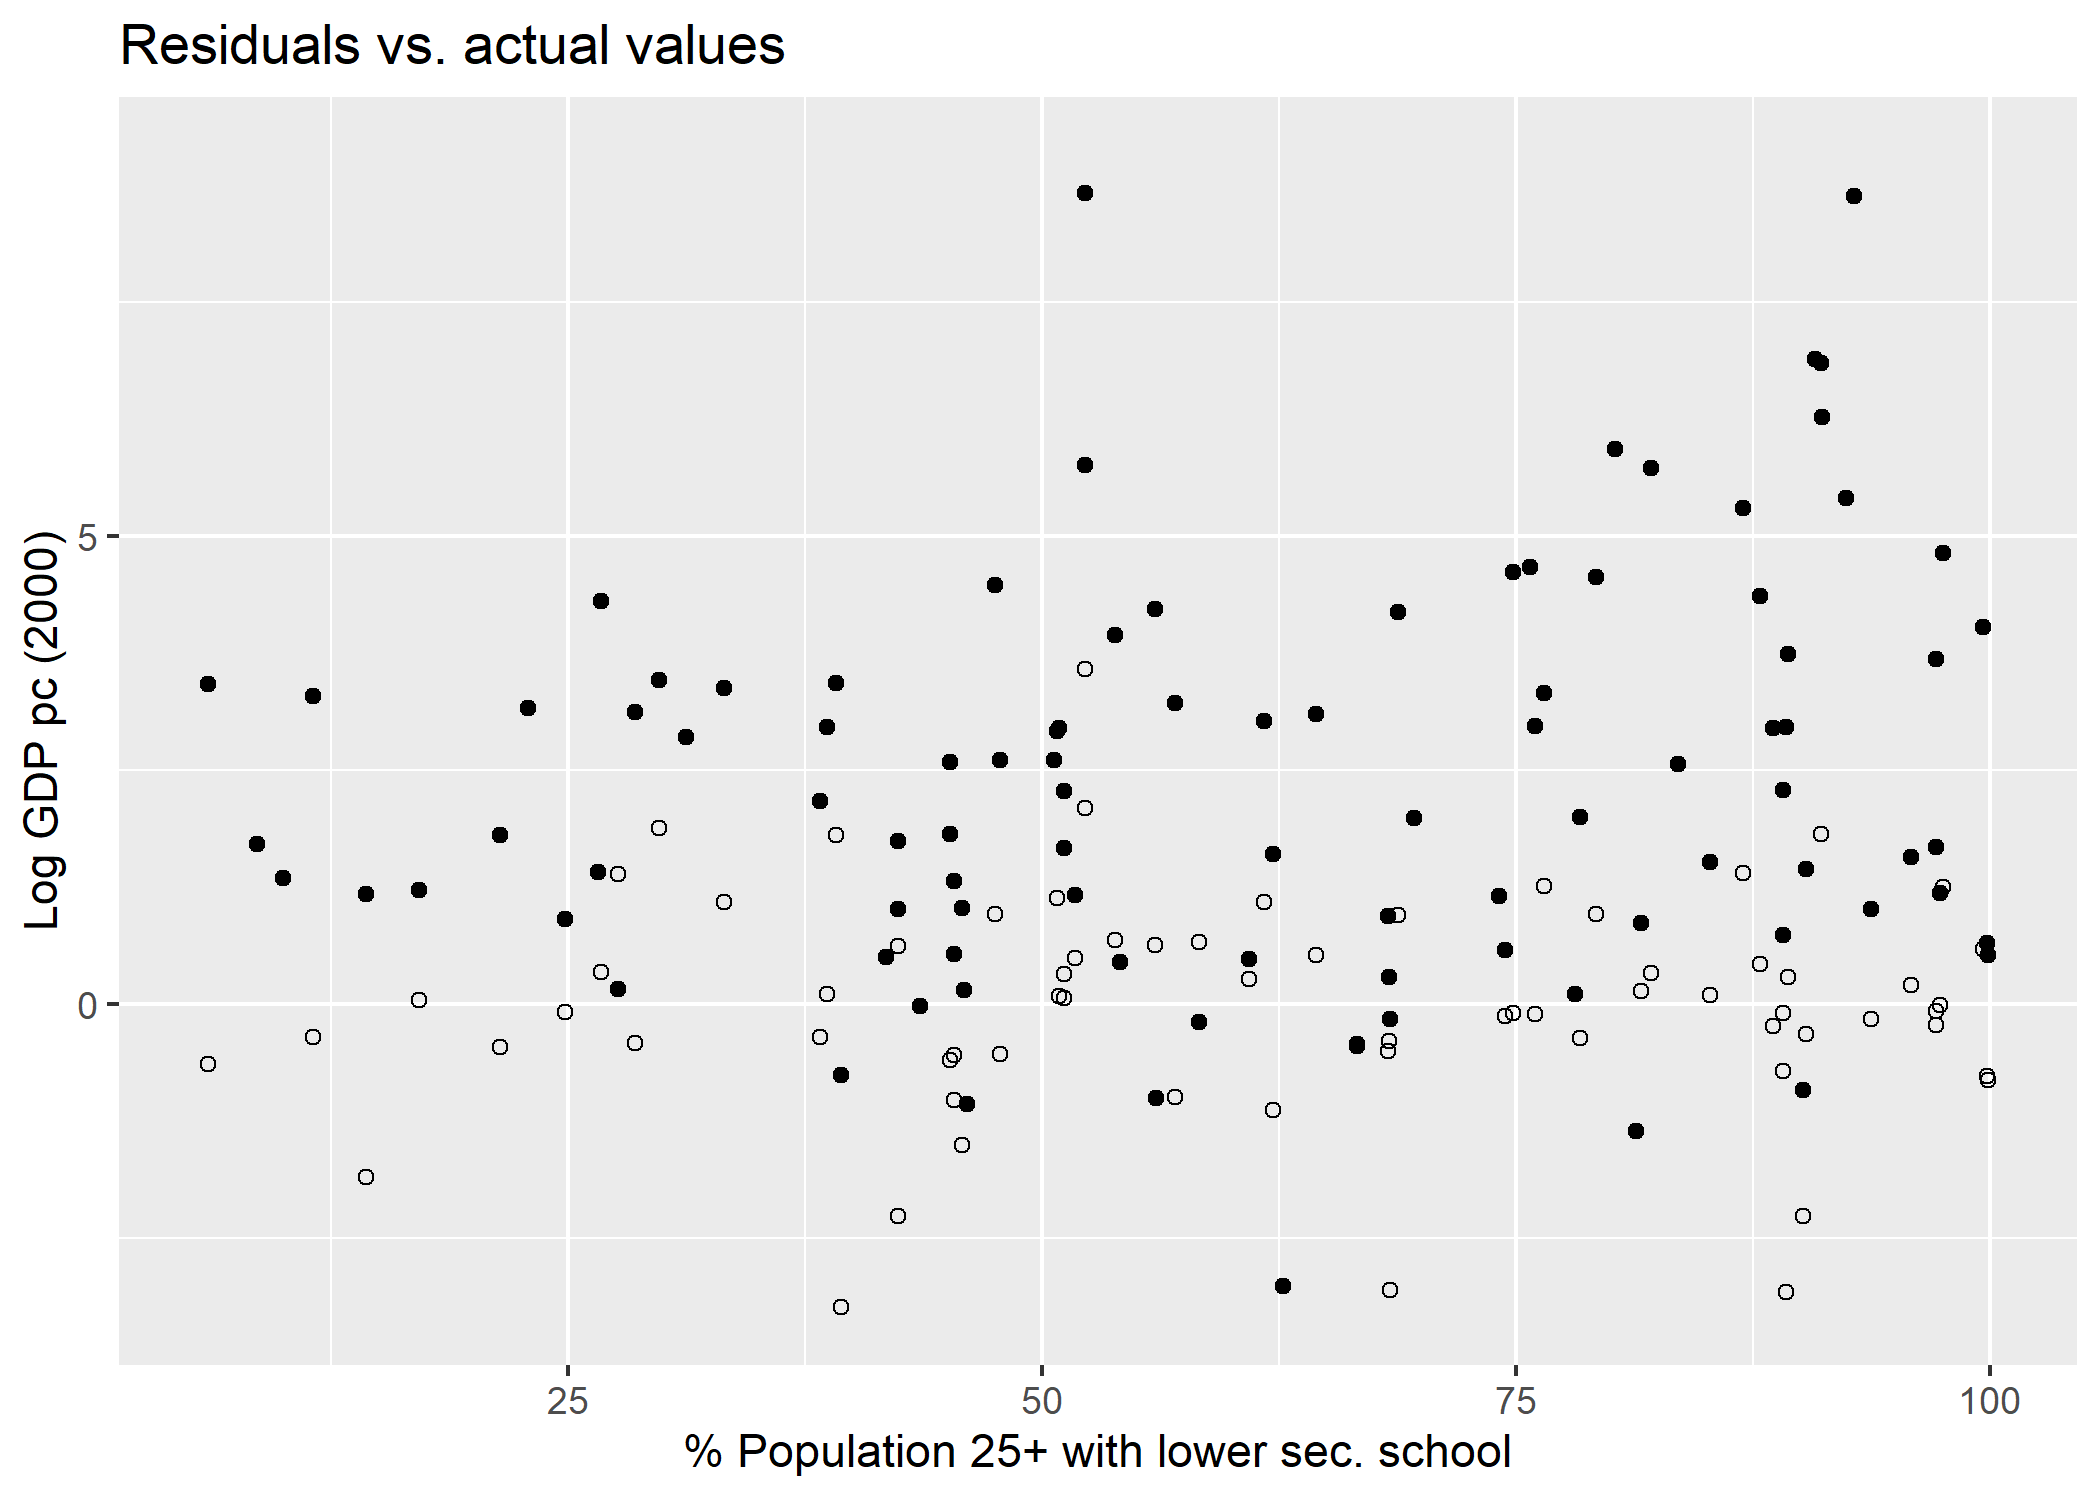 Residuals vs. actual values
Log GDP pc (2000)
5
0
25
50
75
100
% Population 25+ with lower sec. school